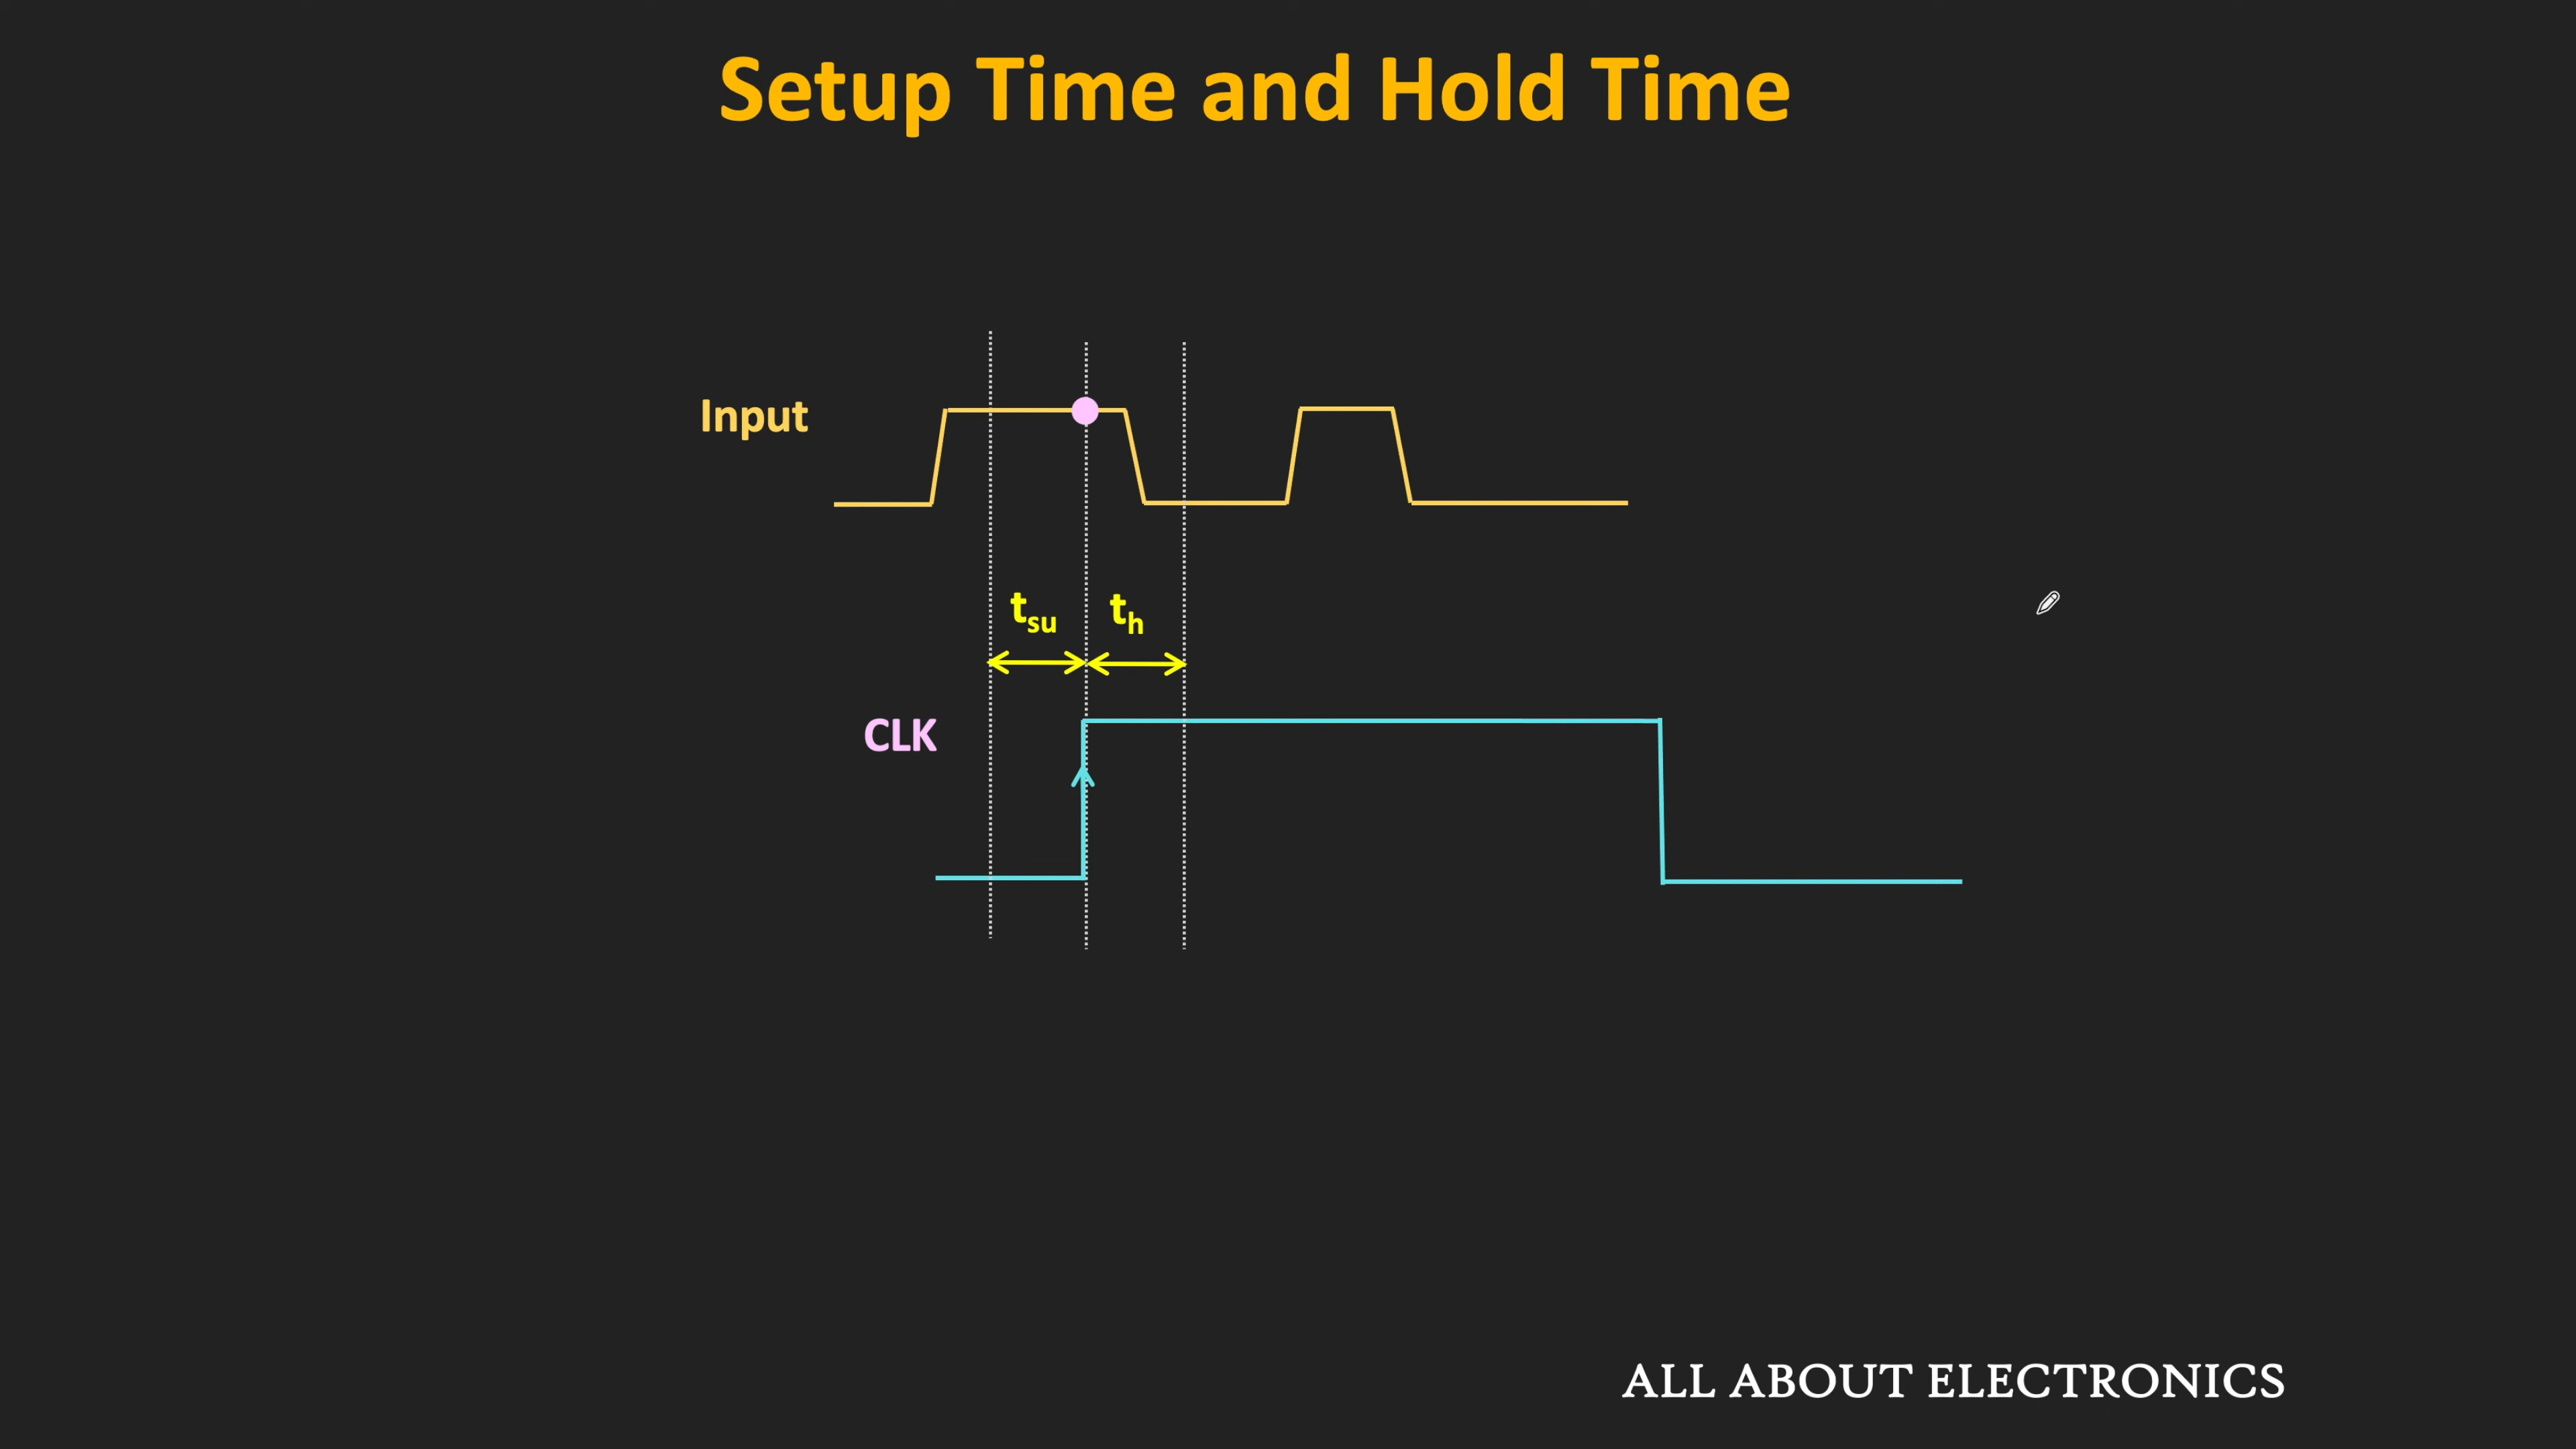 Setup Time and Hold Time
Input
tsu
th
CLK
ALL ABOUT ELECTRONICS